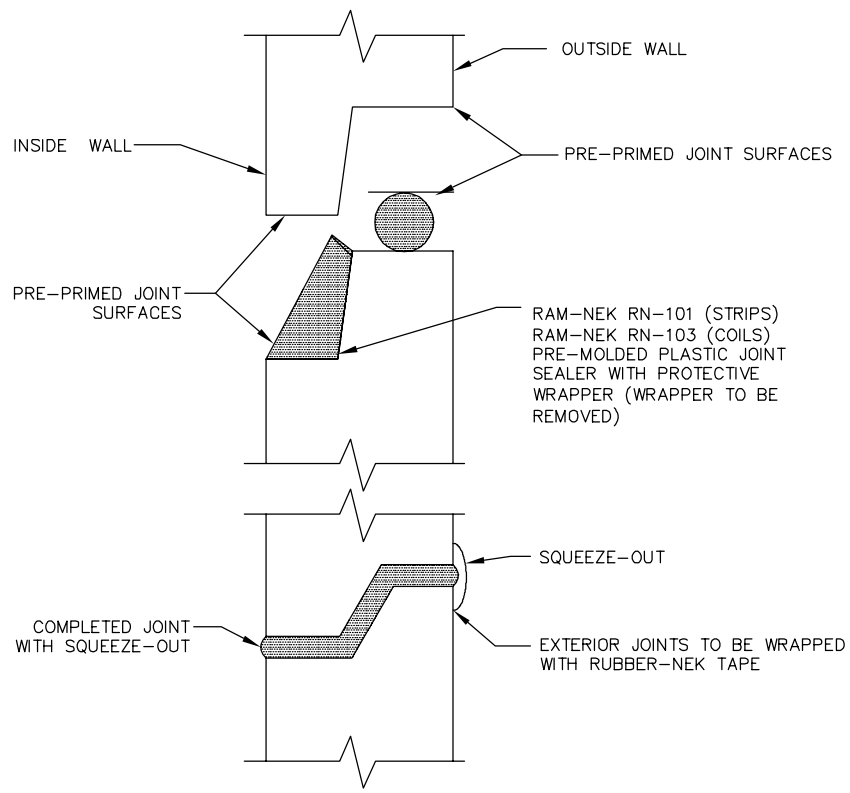 OUTSIDE WALL
INSIDE WALL
PRE-PRIMED JOINT SURFACES
PRE-PRIMED JOINT
SURFACES
RAM-NEK RN-101 (STRIPS)
RAM-NEK RN-103 (COILS)
PRE-MOLDED PLASTIC JOINT
SEALER WITH PROTECTIVE
WRAPPER (WRAPPER TO BE
REMOVED)
SQUEEZE-OUT
COMPLETED JOINT
WITH SQUEEZE-OUT
EXTERIOR JOINTS TO BE WRAPPED
WITH RUBBER-NEK TAPE